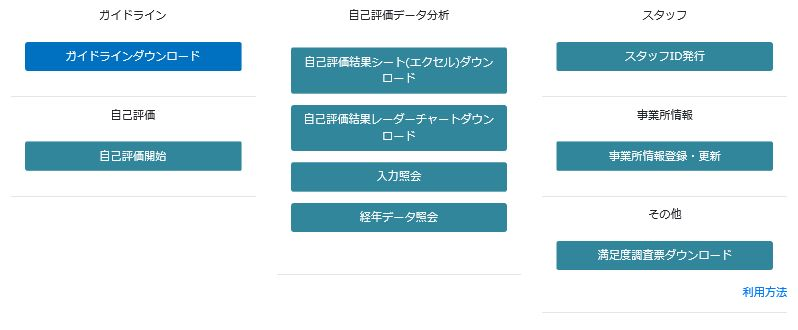 ガイドライン
ガイドラインダウンロード
自己評価
自己評価開始
自己評価データ分析
自己評価結果シート(エクセル)ダウン
ロード
自己評価結果レーダーチャートダウン
ロード
入力照会
経年データ照会
スタッフ
スタッフID発行
事業所情報
事業所情報登録・更新
その他
満足度調査票ダウンロード
利用方法